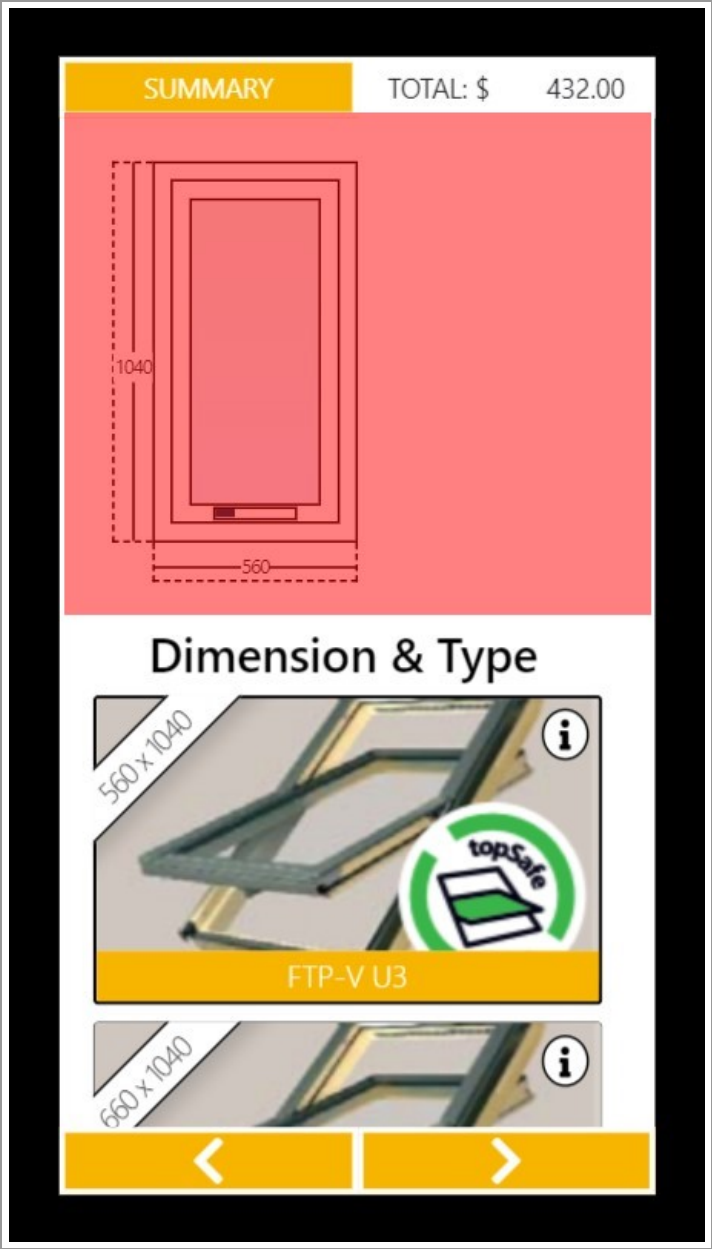 SUMMARY TOTAL: $ 432.00
1040
560
Dimension & Type
560 x 1040
topSafe
FTP-V U3
660 x 1040